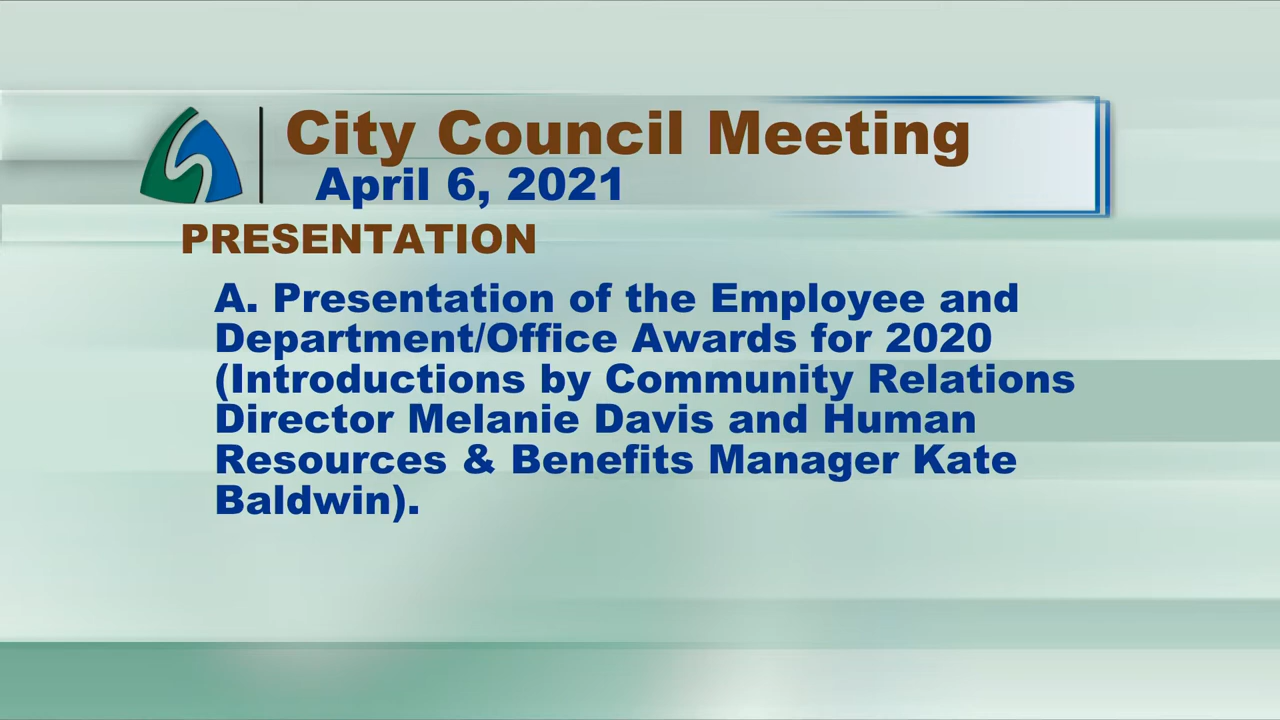 City Council Meeting
April 6, 2021
PRESENTATION
A. Presentation of the Employee and
Department/Office Awards for 2020
(Introductions by Community Relations
Director Melanie Davis and Human
Resources & Benefits Manager Kate
Baldwin).